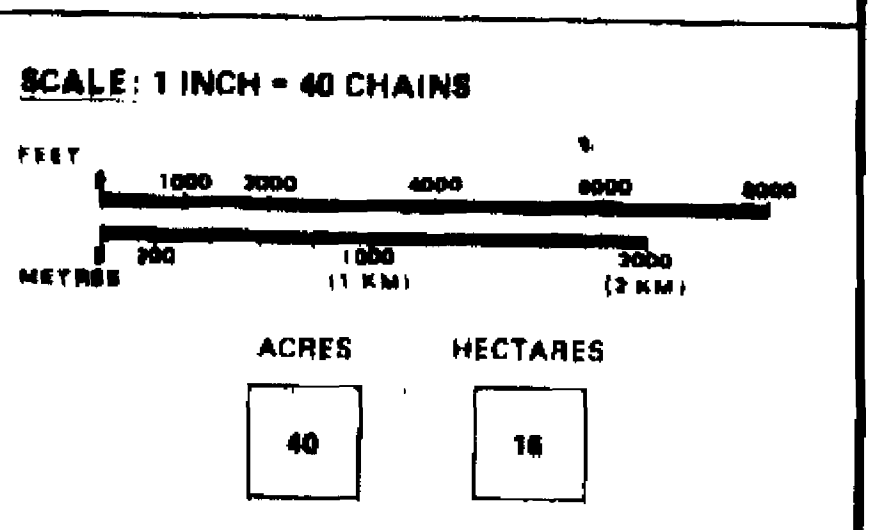 SCALE: 1 INCH = 40 CHAINS
FEET
0 1000 2000 4000 6000 8000
0 200 1000 2000
METRES (1 KM) (2 KM)
ACRES HECTARES
40 16